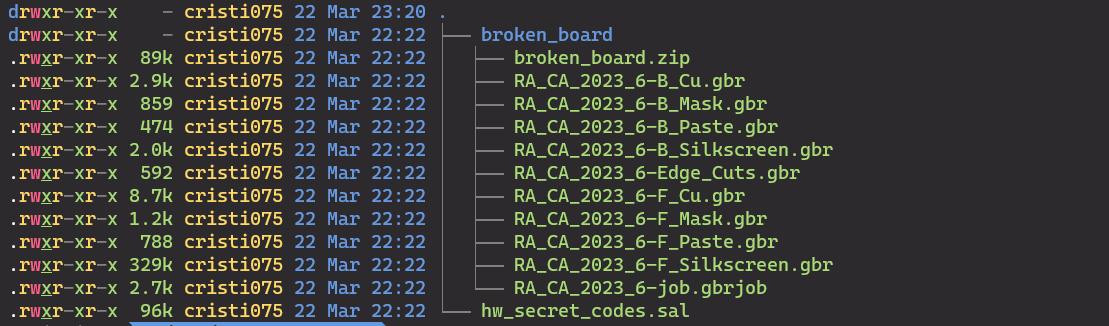 drwxr-xr-x    - cristi075 22 Mar 23:20 .
drwxr-xr-x    - cristi075 22 Mar 22:22 ├── broken_board
.rwxr-xr-x  89k cristi075 22 Mar 22:22 │  ├── broken_board.zip
.rwxr-xr-x 2.9k cristi075 22 Mar 22:22 │  ├── RA_CA_2023_6-B_Cu.gbr
.rwxr-xr-x  859 cristi075 22 Mar 22:22 │  ├── RA_CA_2023_6-B_Mask.gbr
.rwxr-xr-x  474 cristi075 22 Mar 22:22 │  ├── RA_CA_2023_6-B_Paste.gbr
.rwxr-xr-x 2.0k cristi075 22 Mar 22:22 │  ├── RA_CA_2023_6-B_Silkscreen.gbr
.rwxr-xr-x  592 cristi075 22 Mar 22:22 │  ├── RA_CA_2023_6-Edge_Cuts.gbr
.rwxr-xr-x 8.7k cristi075 22 Mar 22:22 │  ├── RA_CA_2023_6-F_Cu.gbr
.rwxr-xr-x 1.2k cristi075 22 Mar 22:22 │  ├── RA_CA_2023_6-F_Mask.gbr
.rwxr-xr-x  788 cristi075 22 Mar 22:22 │  ├── RA_CA_2023_6-F_Paste.gbr
.rwxr-xr-x 329k cristi075 22 Mar 22:22 │  ├── RA_CA_2023_6-F_Silkscreen.gbr
.rwxr-xr-x 2.7k cristi075 22 Mar 22:22 │  └── RA_CA_2023_6-job.gbrjob
.rwxr-xr-x  96k cristi075 22 Mar 22:22 └── hw_secret_codes.sal